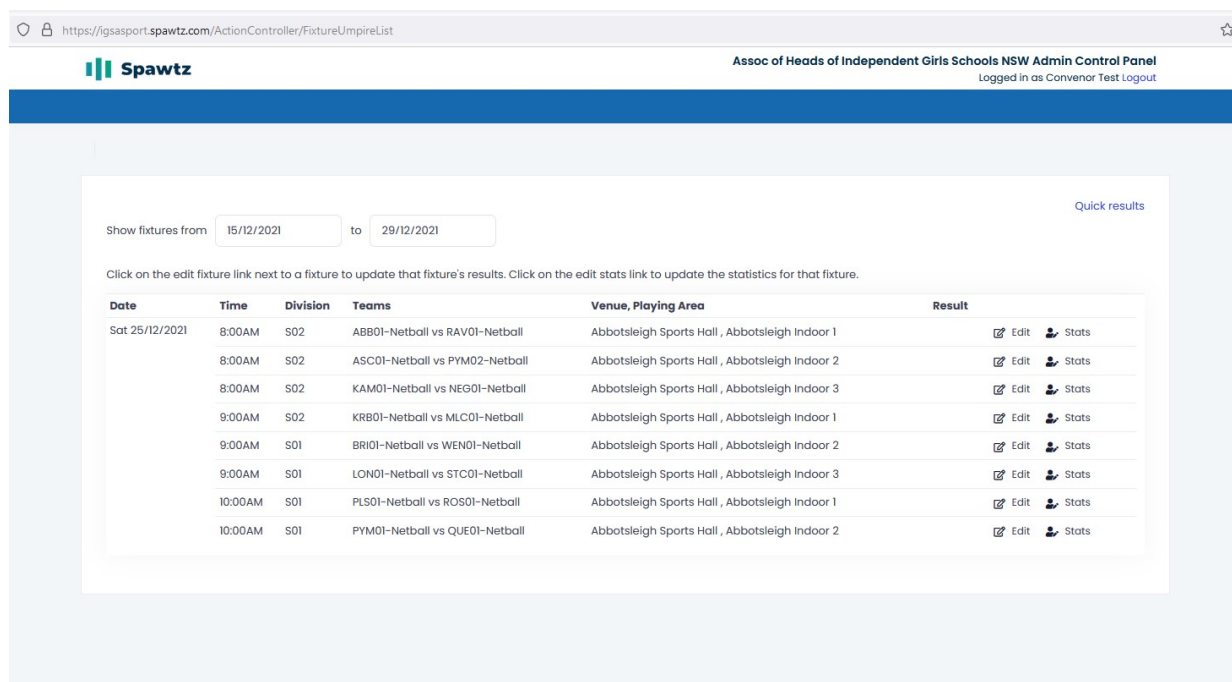 https://igsasport.spawtz.com/ActionController/FixtureUmpireList
Spawtz
Assoc of Heads of Independent Girls Schools NSW Admin Control Panel
Logged in as Convenor Test Logout
Quick results
Show fixtures from 15/12/2021 to 29/12/2021
Click on the edit fixture link next to a fixture to update that fixture's results. Click on the edit stats link to update the statistics for that fixture.
Date Time Division Teams Venue, Playing Area Result
Sat 25/12/2021 8:00AM S02 ABB01-Netball vs RAV01-Netball Abbotsleigh Sports Hall , Abbotsleigh Indoor 1 Edit Stats
8:00AM S02 ASC01-Netball vs PYM02-Netball Abbotsleigh Sports Hall , Abbotsleigh Indoor 2 Edit Stats
8:00AM S02 KAM01-Netball vs NEG01-Netball Abbotsleigh Sports Hall , Abbotsleigh Indoor 3 Edit Stats
9:00AM S02 KRB01-Netball vs MLC01-Netball Abbotsleigh Sports Hall , Abbotsleigh Indoor 1 Edit Stats
9:00AM S01 BRI01-Netball vs WEN01-Netball Abbotsleigh Sports Hall , Abbotsleigh Indoor 2 Edit Stats
9:00AM S01 LON01-Netball vs STC01-Netball Abbotsleigh Sports Hall , Abbotsleigh Indoor 3 Edit Stats
10:00AM S01 PLS01-Netball vs ROS01-Netball Abbotsleigh Sports Hall , Abbotsleigh Indoor 1 Edit Stats
10:00AM S01 PYM01-Netball vs QUE01-Netball Abbotsleigh Sports Hall , Abbotsleigh Indoor 2 Edit Stats